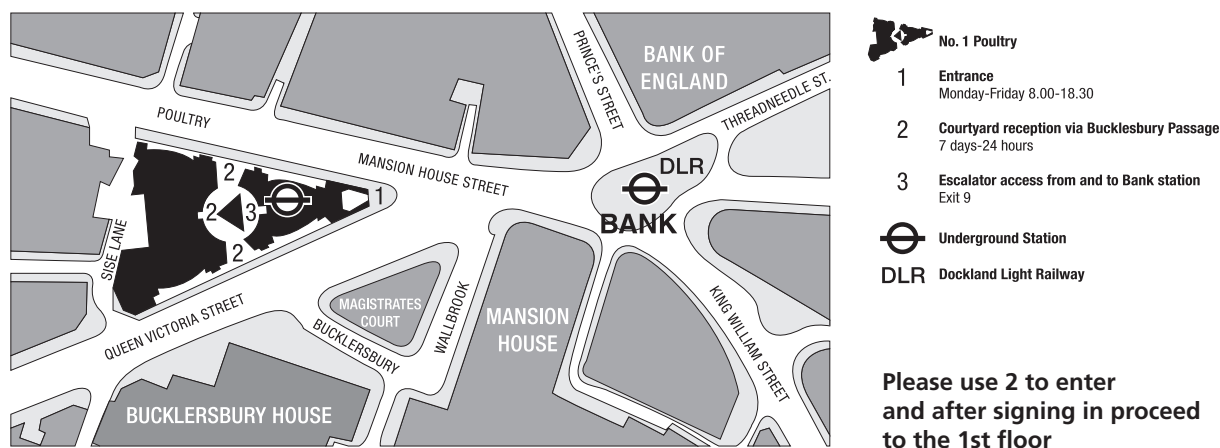 BANK OF
ENGLAND
PRINCE'S STREET
THREADNEEDLE ST.
POULTRY
MANSION HOUSE STREET
DLR
BANK
2
1
2
3
2
SISE LANE
QUEEN VICTORIA STREET
MAGISTRATES
COURT
BUCKLERSBURY
WALLBROOK
MANSION
HOUSE
KING WILLIAM STREET
BUCKLERSBURY HOUSE
No. 1 Poultry
1 Entrance
Monday-Friday 8.00-18.30
2 Courtyard reception via Bucklesbury Passage
7 days-24 hours
3 Escalator access from and to Bank station
Exit 9
Underground Station
DLR Dockland Light Railway
Please use 2 to enter
and after signing in proceed
to the 1st floor